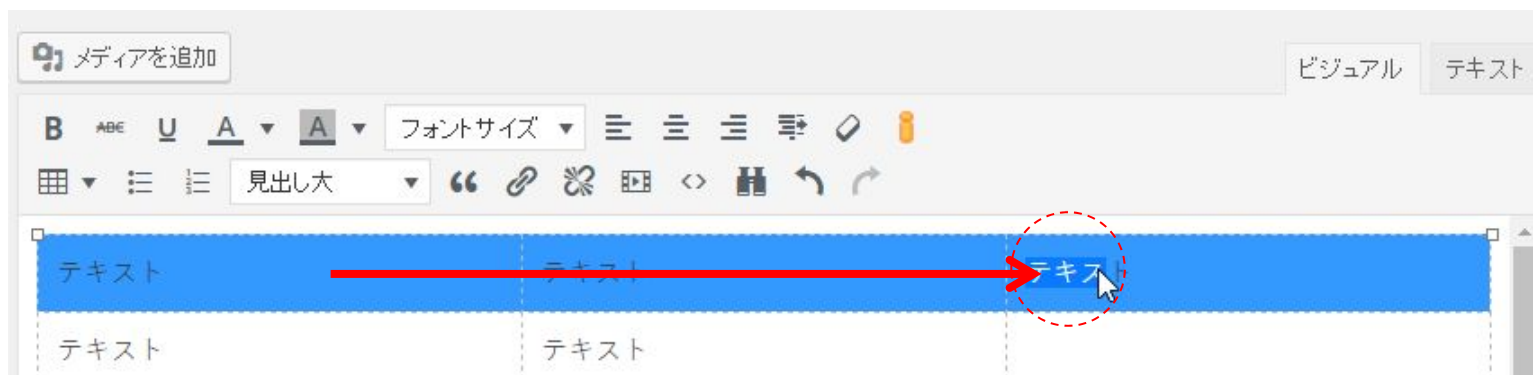 メディアを追加
ビジュアル テキスト
B ABC U A A フォントサイズ
見出し大
テキスト テキスト テキスト
テキスト テキスト